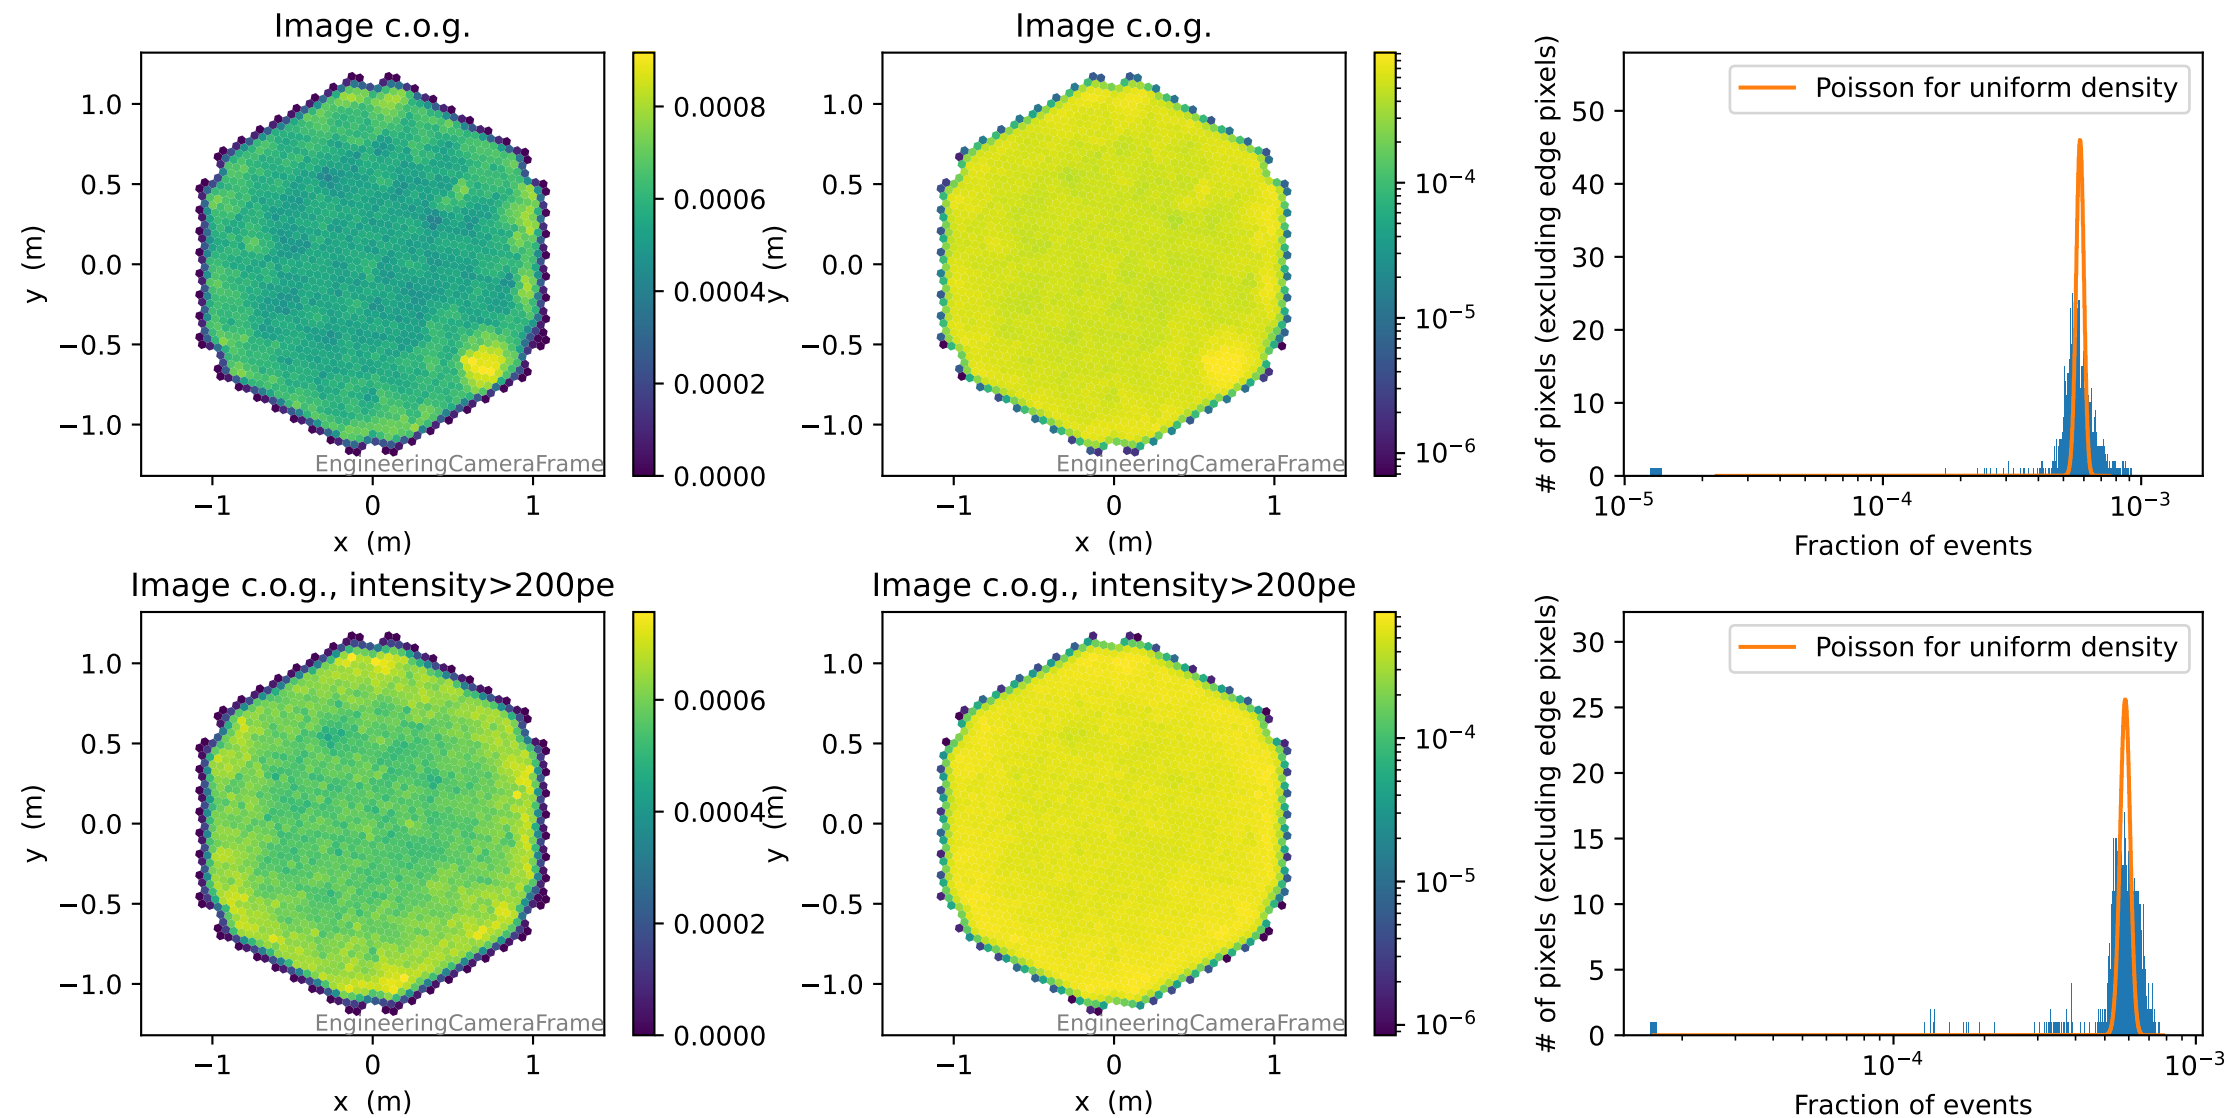 Image c.o.g.
1.0
0.5
0.0
−0.5
−1.0
y (m)
−1
0
1
x (m)
EngineeringCameraFrame
0.0008
0.0006
0.0004
0.0002
0.0000
Image c.o.g.
1.0
0.5
0.0
−0.5
−1.0
y (m)
−1
0
1
x (m)
EngineeringCameraFrame
10⁻⁴
10⁻⁵
10⁻⁶
# of pixels (excluding edge pixels)
50
40
30
20
10
0
Poisson for uniform density
10⁻⁵
10⁻⁴
10⁻³
Fraction of events
Image c.o.g., intensity>200pe
1.0
0.5
0.0
−0.5
−1.0
y (m)
−1
0
1
x (m)
EngineeringCameraFrame
0.0006
0.0004
0.0002
0.0000
Image c.o.g., intensity>200pe
1.0
0.5
0.0
−0.5
−1.0
y (m)
−1
0
1
x (m)
EngineeringCameraFrame
10⁻⁴
10⁻⁵
10⁻⁶
# of pixels (excluding edge pixels)
30
25
20
15
10
5
0
Poisson for uniform density
10⁻⁴
10⁻³
Fraction of events